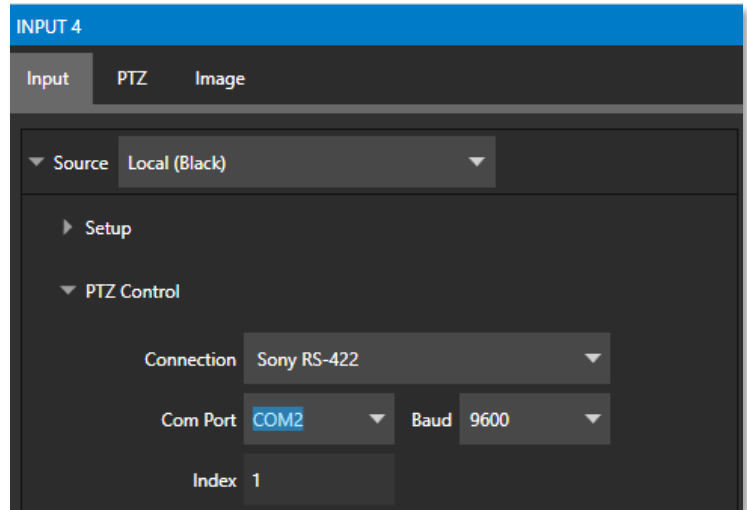 INPUT 4
Input PTZ Image
Source Local (Black)
Setup
PTZ Control
Connection Sony RS-422
Com Port COM2 Baud 9600
Index 1